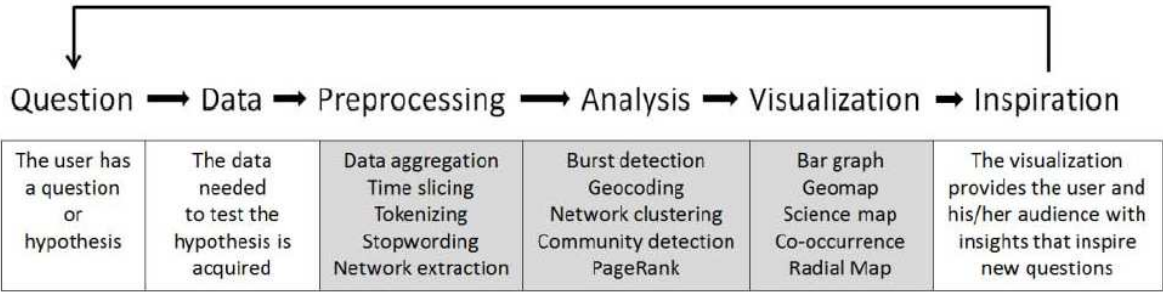 Question Data Preprocessing Analysis Visualization Inspiration
The user has
a question
or
hypothesis
The data
needed
to test the
hypothesis is
acquired
Data aggregation
Time slicing
Tokenizing
Stopwording
Network extraction
Burst detection
Geocoding
Network clustering
Community detection
PageRank
Bar graph
Geomap
Science map
Co-occurrence
Radial Map
The visualization
provides the user and
his/her audience with
insights that inspire
new questions